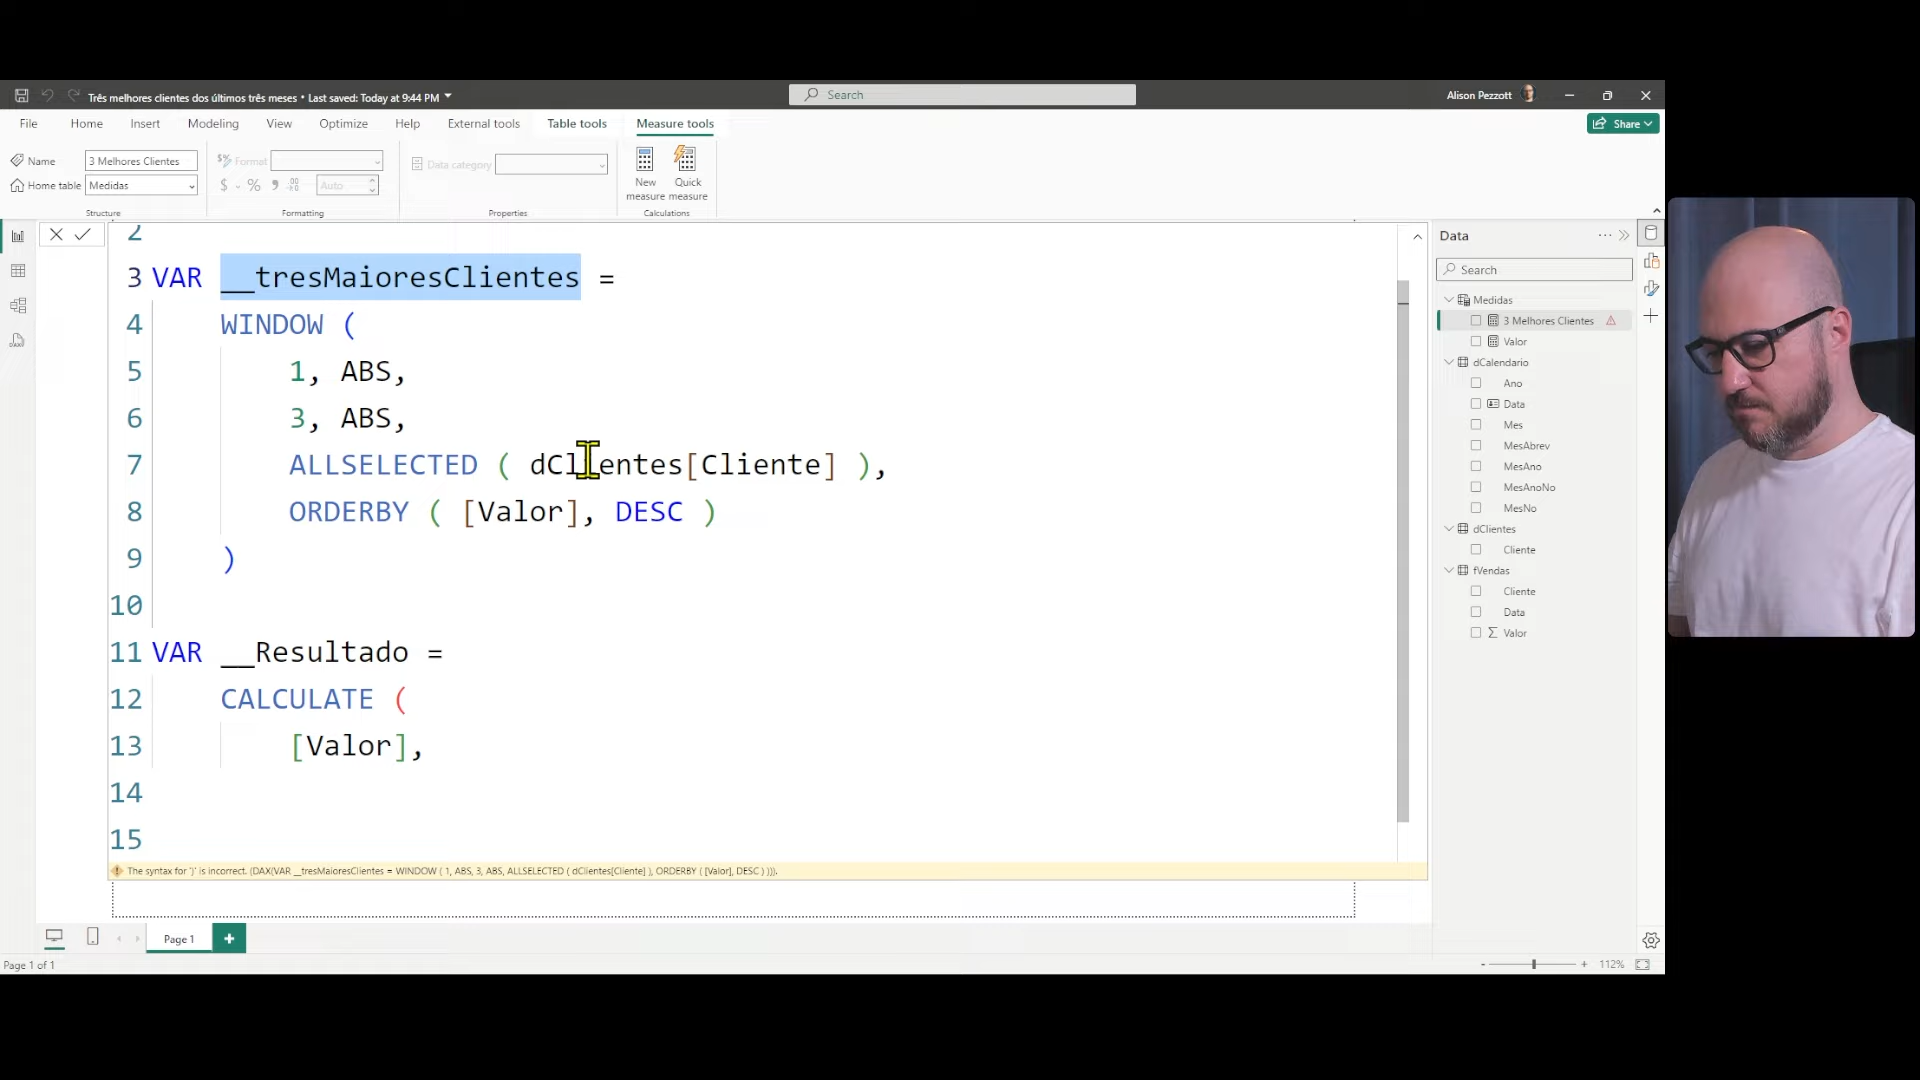 Três melhores clientes dos últimos três meses • Last saved: Today at 9:44 PM
Search
Alison Pezzott
File
Home
Insert
Modeling
View
Optimize
Help
External tools
Table tools
Measure tools
Share
Name
3 Melhores Clientes
Home table
Medidas
Structure
Format
$ % 9
Auto
Formatting
Data category
Properties
New measure
Quick measure
Calculations
2
3 VAR __tresMaioresClientes =
4 WINDOW (
5 1, ABS,
6 3, ABS,
7 ALLSELECTED ( dClientes[Cliente] ),
8 ORDERBY ( [Valor], DESC )
9 )
10
11 VAR __Resultado =
12 CALCULATE (
13 [Valor],
14
15
The syntax for ')' is incorrect. (DAX(VAR __tresMaioresClientes = WINDOW ( 1, ABS, 3, ABS, ALLSELECTED ( dClientes[Cliente] ), ORDERBY ( [Valor], DESC ) ))).
Data
Search
Medidas
3 Melhores Clientes
Valor
dCalendario
Ano
Data
Mes
MesAbrev
MesAno
MesAnoNo
MesNo
dClientes
Cliente
fVendas
Cliente
Data
Σ Valor
Page 1
Page 1 of 1
112%